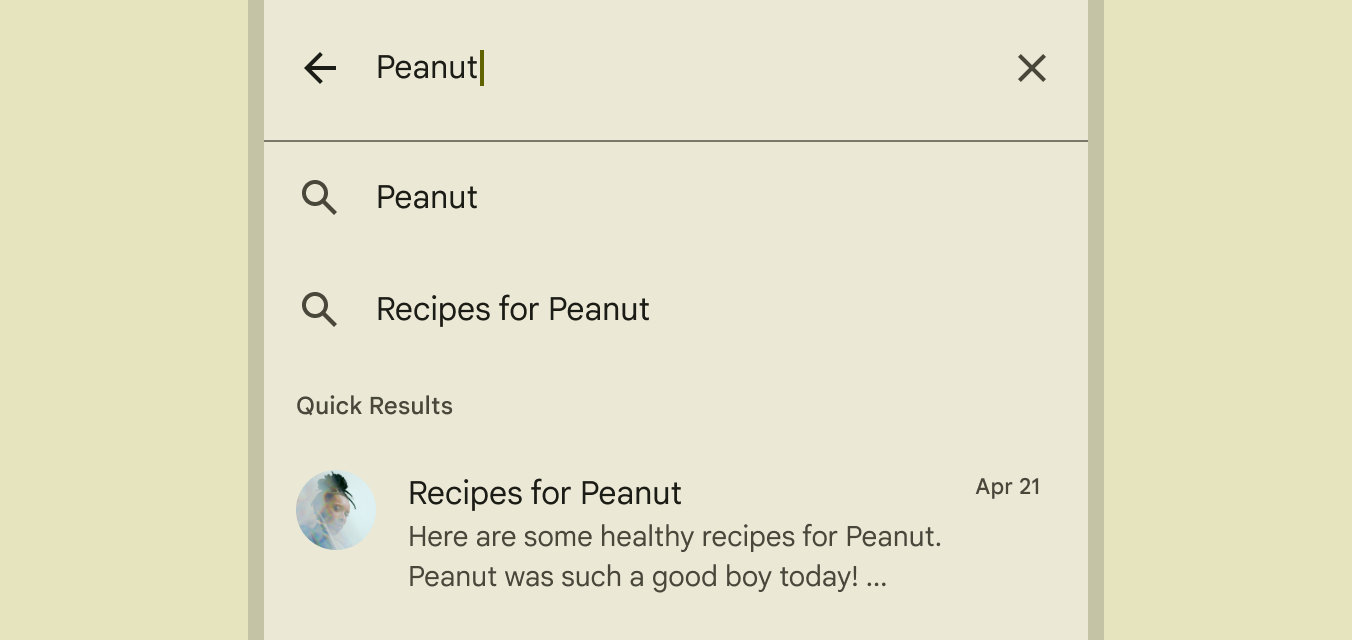 Peanut
Peanut
Recipes for Peanut
Quick Results
Recipes for Peanut
Apr 21
Here are some healthy recipes for Peanut.
Peanut was such a good boy today! ...